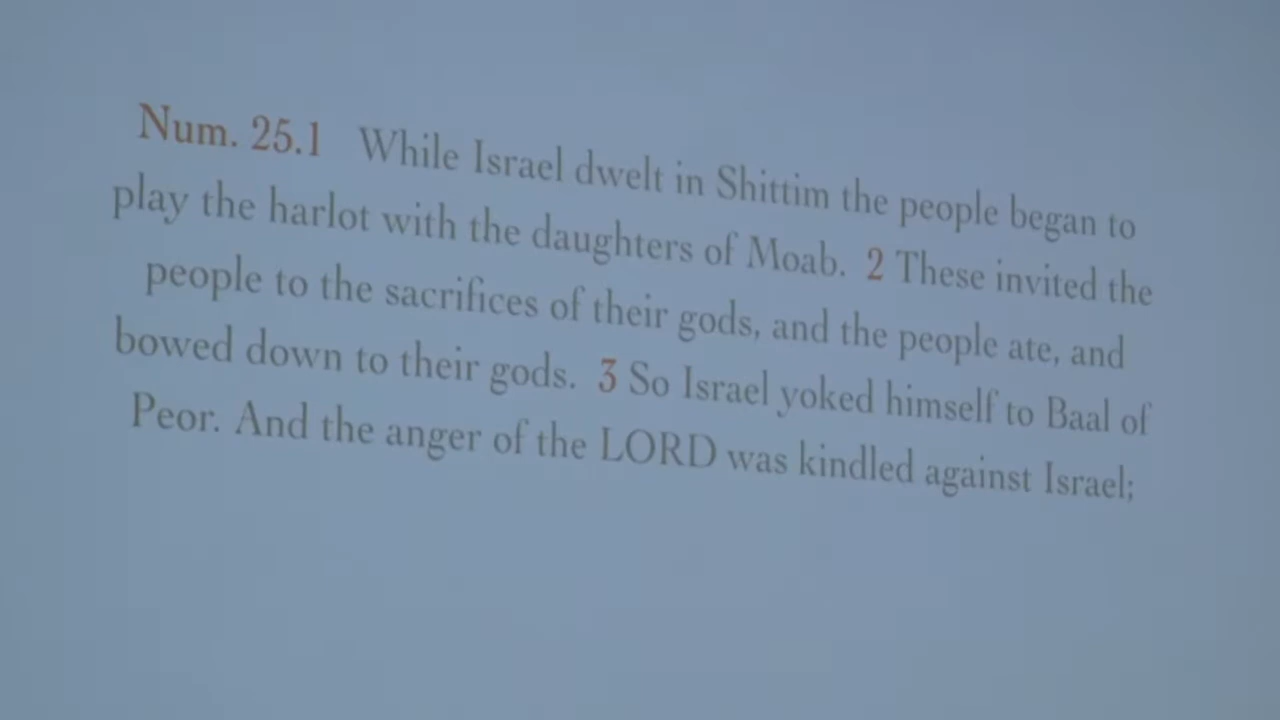 Num. 25.1 While Israel dwelt in Shittim the people began to
play the harlot with the daughters of Moab. 2 These invited the
people to the sacrifices of their gods, and the people ate, and
bowed down to their gods. 3 So Israel yoked himself to Baal of
Peor. And the anger of the LORD was kindled against Israel;